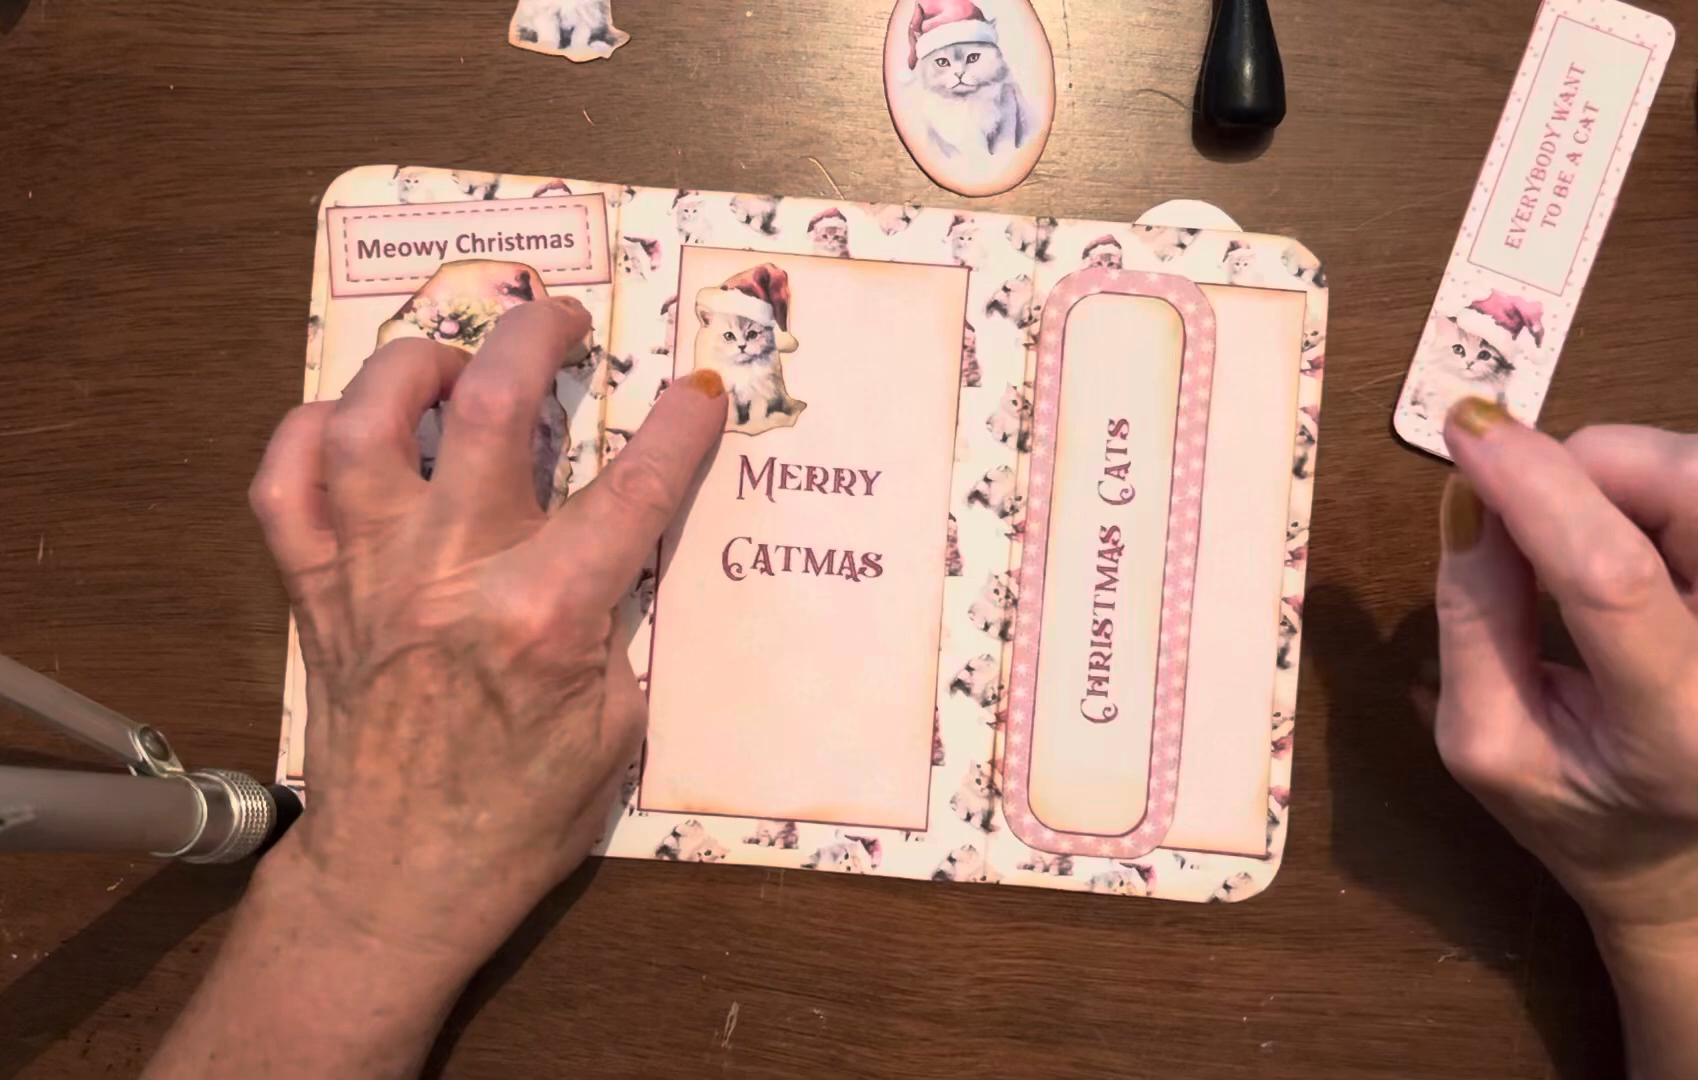 Meowy Christmas
MERRY
CATMAS
CHRISTMAS CATS
EVERYBODY WANT
TO BE A CAT